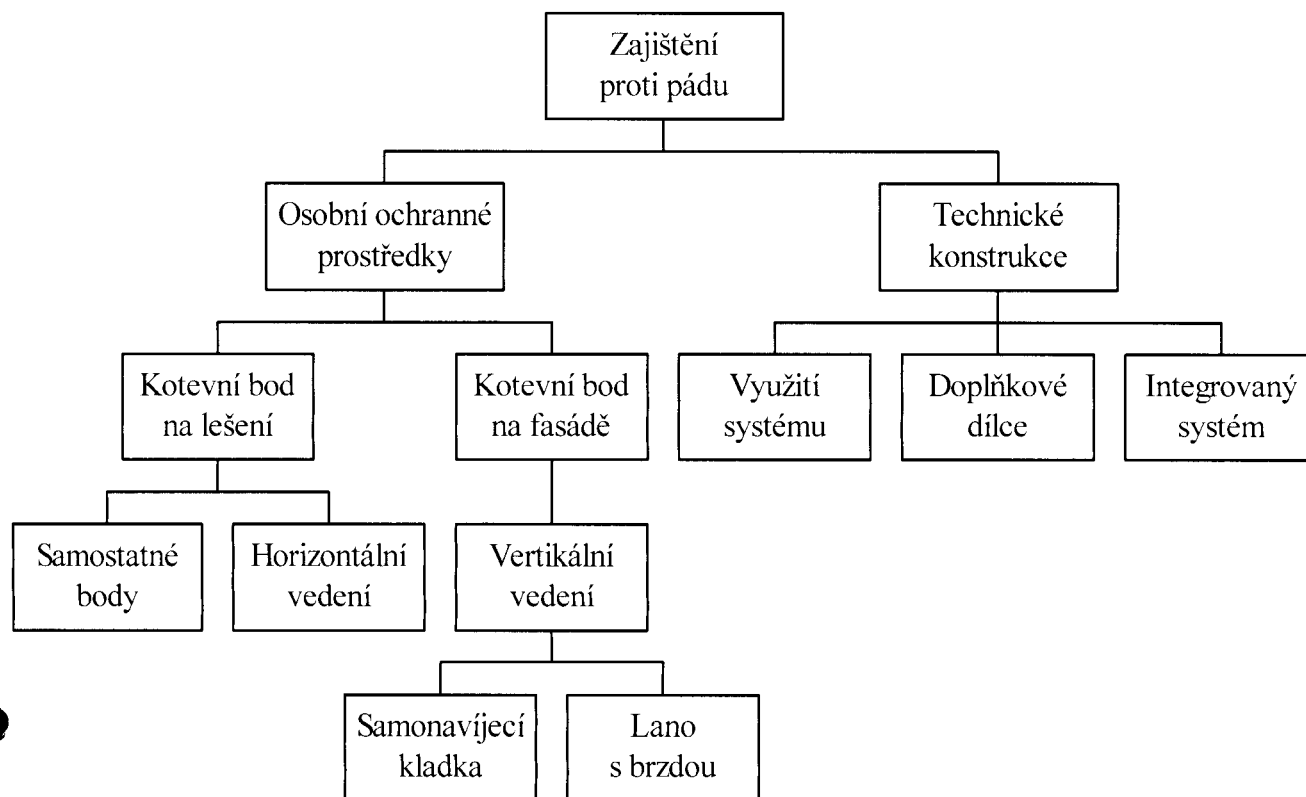 Zajištění
proti pádu
Osobní ochranné
prostředky
Technické
konstrukce
Kotevní bod
na lešení
Kotevní bod
na fasádě
Využití
systému
Doplňkové
dílce
Integrovaný
systém
Samostatné
body
Horizontální
vedení
Vertikální
vedení
Samonavíjecí
kladka
Lano
s brzdou